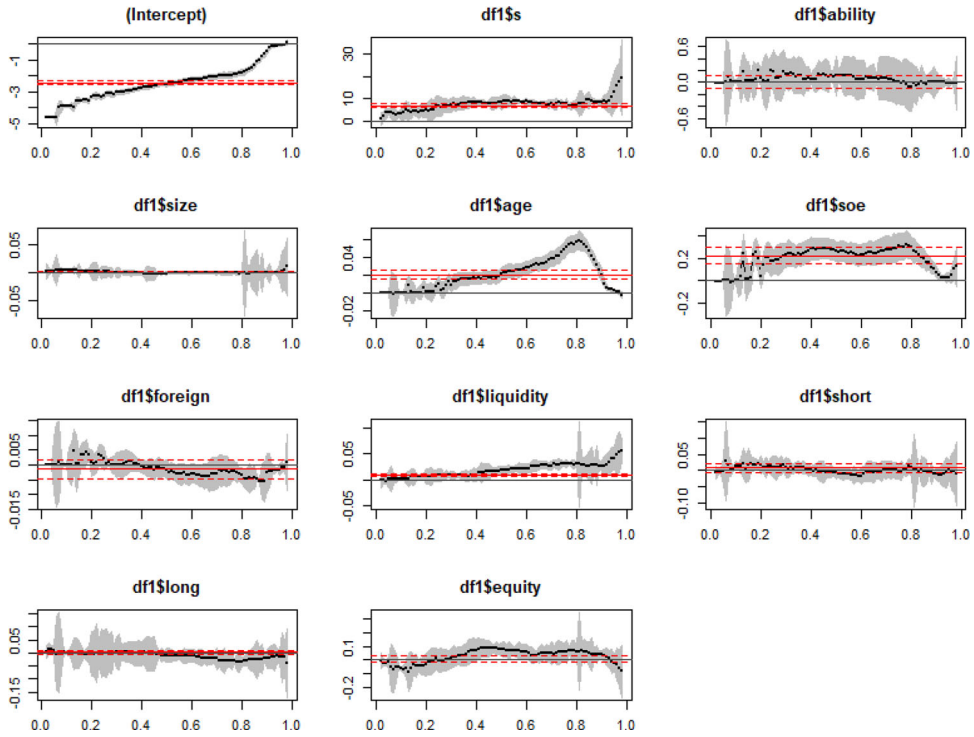 (Intercept)
-5 -3 -1
0.0 0.2 0.4 0.6 0.8 1.0
df1$s
0 10 30
0.0 0.2 0.4 0.6 0.8 1.0
df1$ability
-0.6 0.0 0.6
0.0 0.2 0.4 0.6 0.8 1.0
df1$size
-0.05 0.05
0.0 0.2 0.4 0.6 0.8 1.0
df1$age
-0.02 0.04
0.0 0.2 0.4 0.6 0.8 1.0
df1$soe
-0.2 0.2
0.0 0.2 0.4 0.6 0.8 1.0
df1$foreign
-0.015 0.005
0.0 0.2 0.4 0.6 0.8 1.0
df1$liquidity
-0.05 0.05
0.0 0.2 0.4 0.6 0.8 1.0
df1$short
-0.10 0.05
0.0 0.2 0.4 0.6 0.8 1.0
df1$long
-0.15 0.05
0.0 0.2 0.4 0.6 0.8 1.0
df1$equity
-0.2 0.1
0.0 0.2 0.4 0.6 0.8 1.0